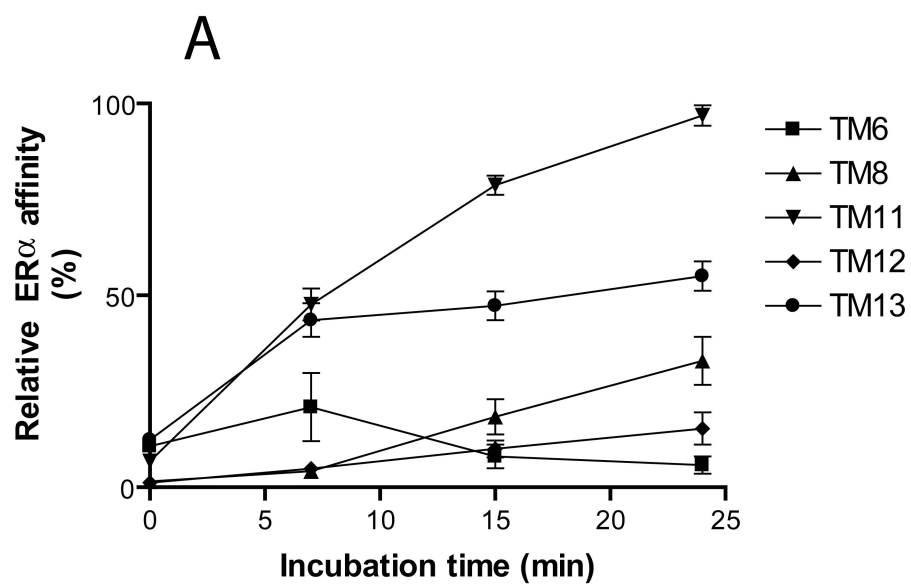 A
Relative ERα affinity
(%)
100
50
0
0 5 10 15 20 25
Incubation time (min)
TM6
TM8
TM11
TM12
TM13